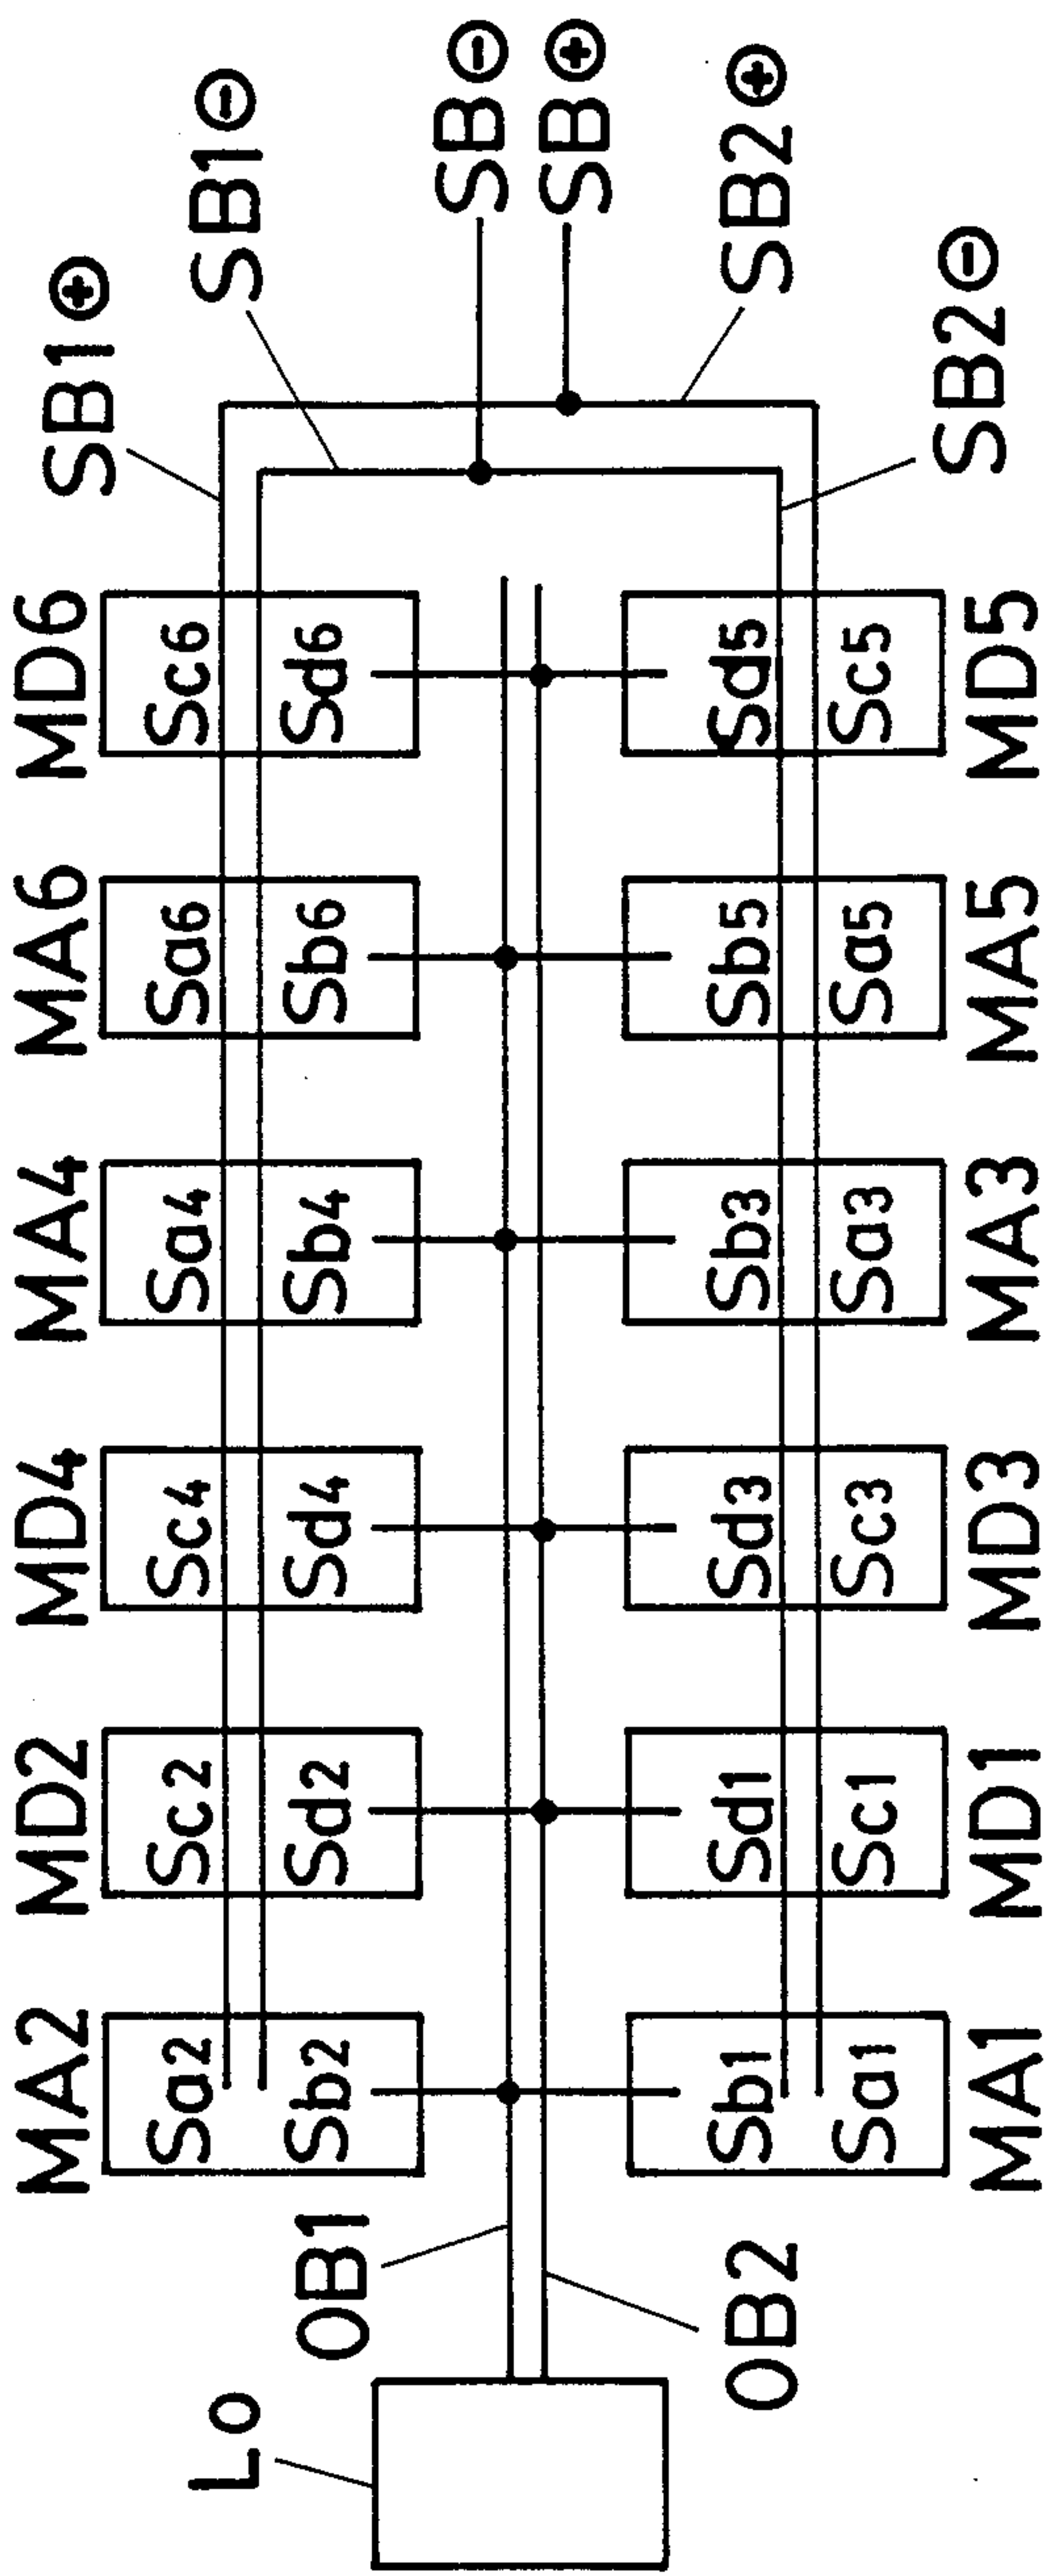 SB1⊕
SB1⊖
SB⊖
SB⊕
SB2⊕
SB2⊖
MA2
MD2
MD4
MA4
MA6
MD6
Sa2
Sc2
Sc4
Sa4
Sa6
Sc6
Sb2
Sd2
Sd4
Sb4
Sb6
Sd6
Lo
OB1
OB2
Sb1
Sd1
Sd3
Sb3
Sb5
Sd5
Sa1
Sc1
Sc3
Sa3
Sa5
Sc5
MA1
MD1
MD3
MA3
MA5
MD5